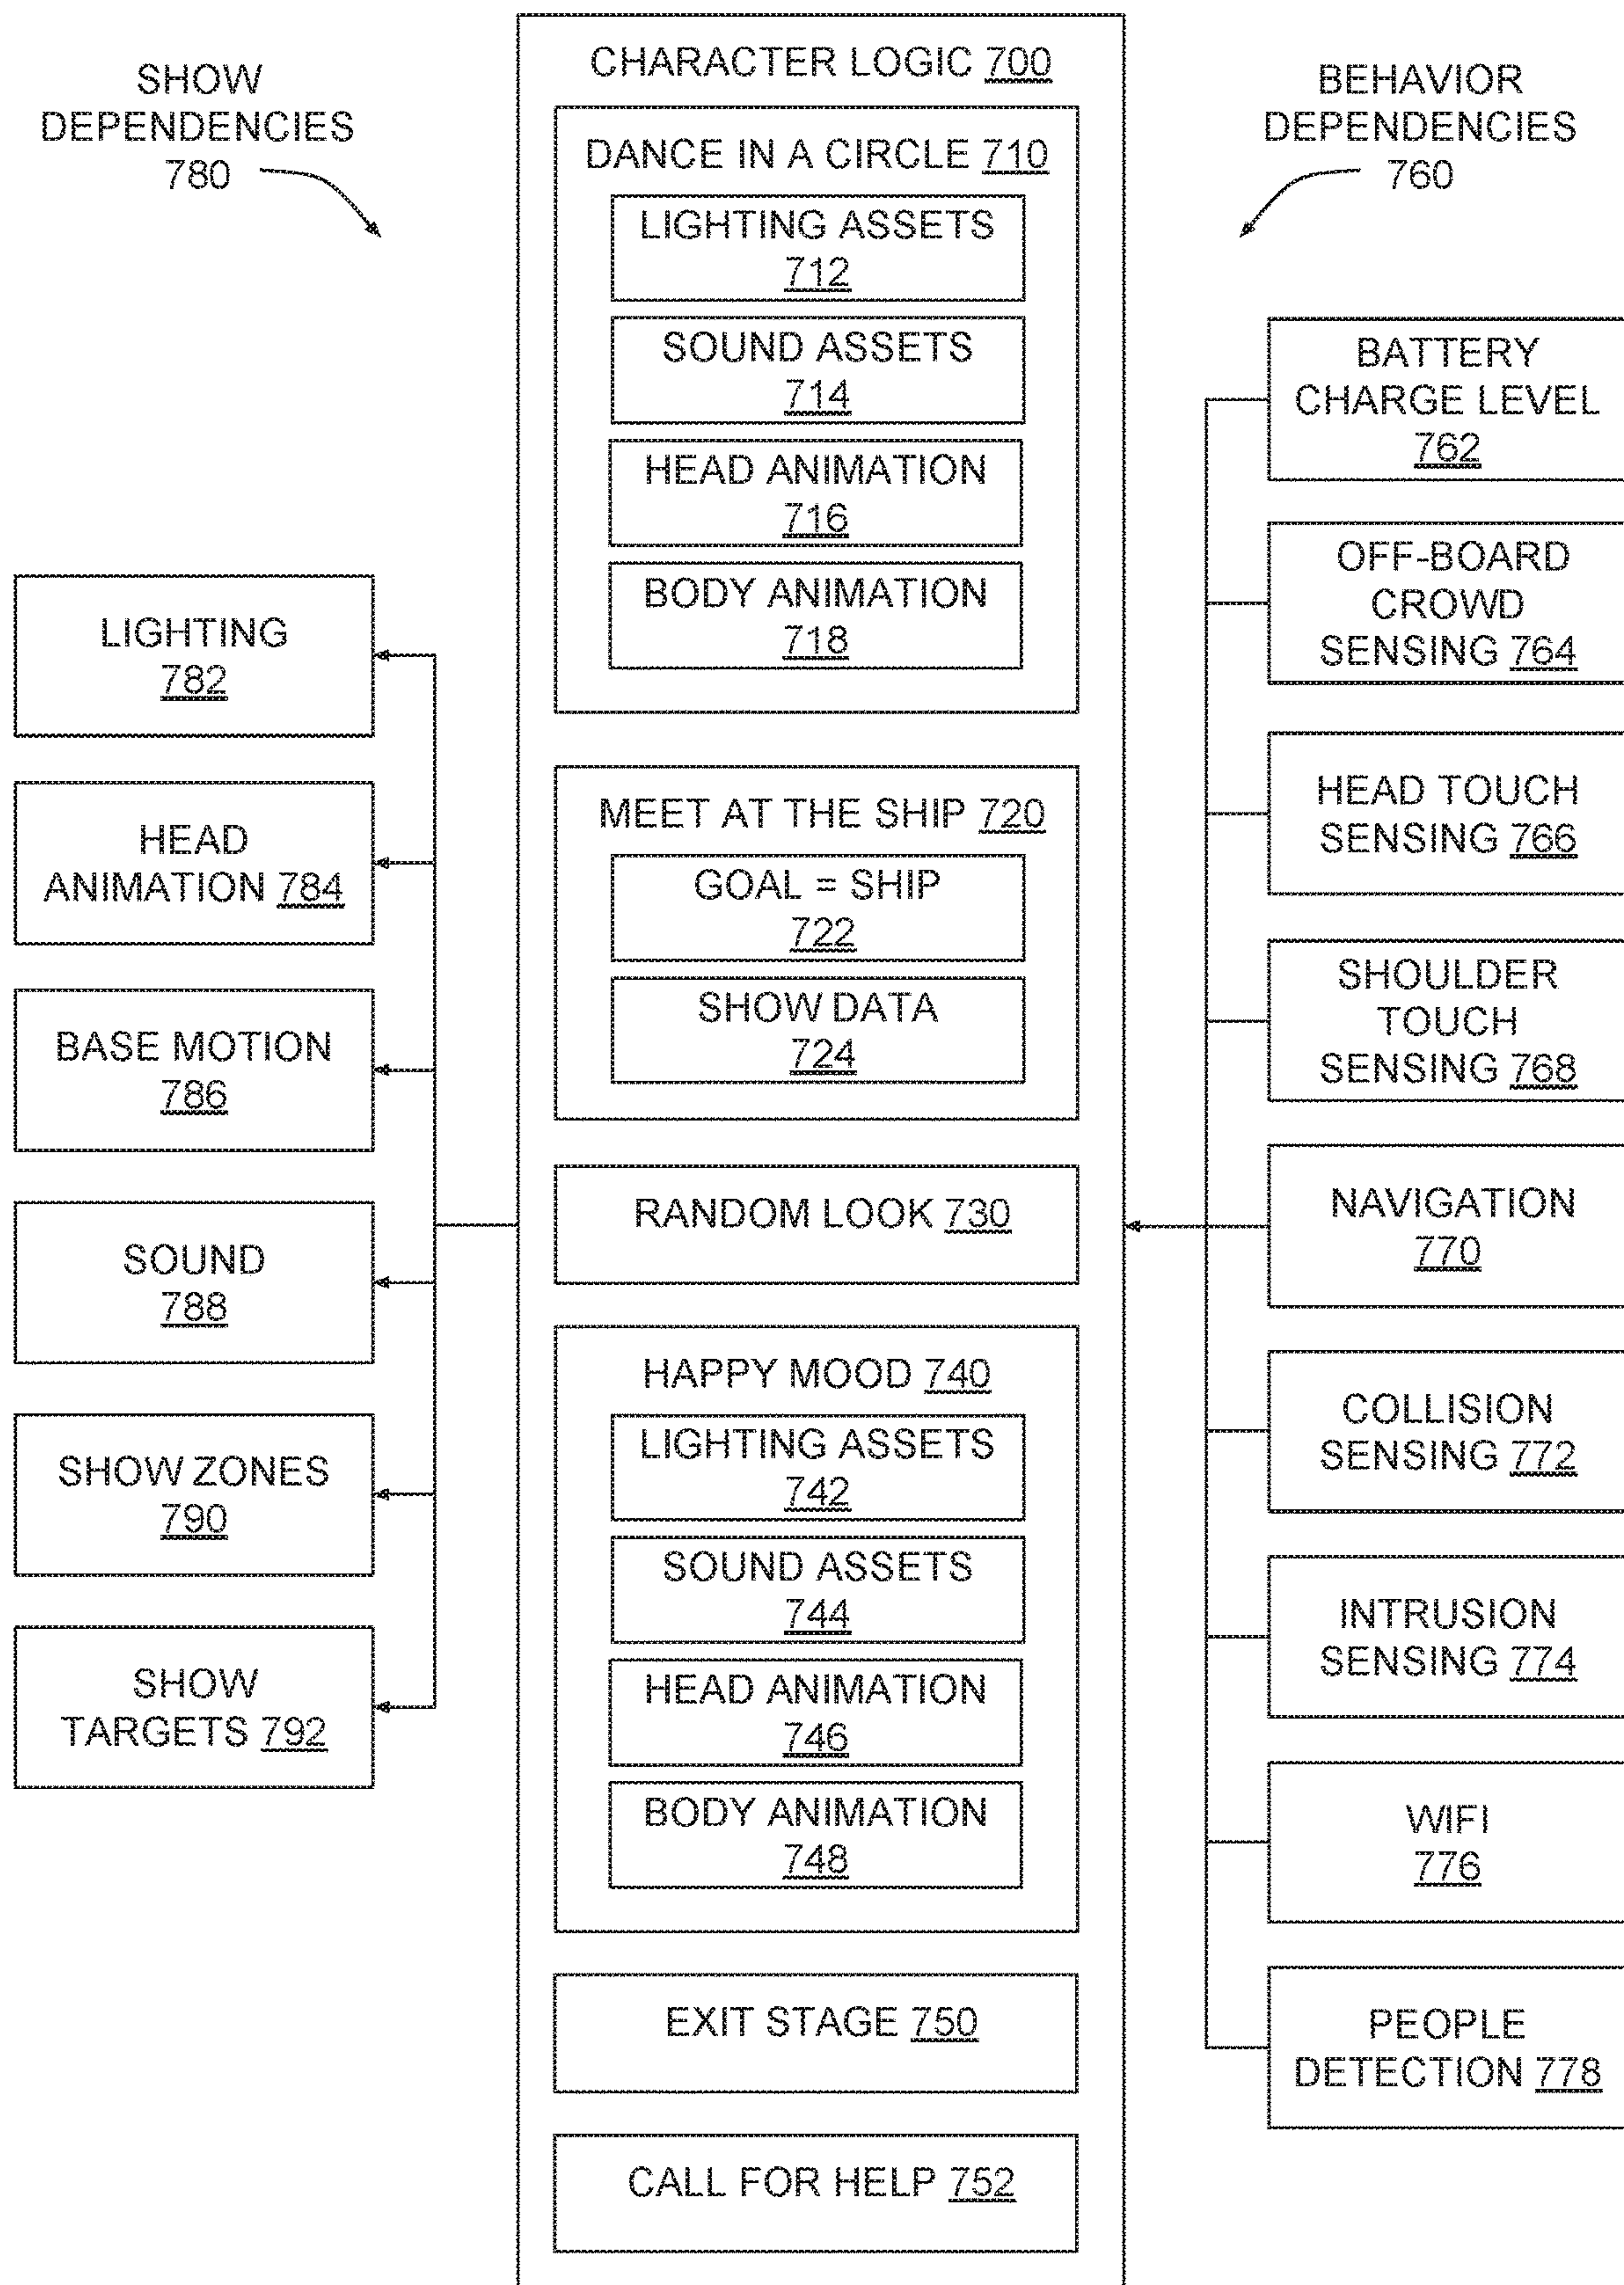 SHOW
DEPENDENCIES
780
LIGHTING
782
HEAD
ANIMATION 784
BASE MOTION
786
SOUND
788
SHOW ZONES
790
SHOW
TARGETS 792
CHARACTER LOGIC 700
DANCE IN A CIRCLE 710
LIGHTING ASSETS
712
SOUND ASSETS
714
HEAD ANIMATION
716
BODY ANIMATION
718
MEET AT THE SHIP 720
GOAL = SHIP
722
SHOW DATA
724
RANDOM LOOK 730
HAPPY MOOD 740
LIGHTING ASSETS
742
SOUND ASSETS
744
HEAD ANIMATION
746
BODY ANIMATION
748
EXIT STAGE 750
CALL FOR HELP 752
BEHAVIOR
DEPENDENCIES
760
BATTERY
CHARGE LEVEL
762
OFF-BOARD
CROWD
SENSING 764
HEAD TOUCH
SENSING 766
SHOULDER
TOUCH
SENSING 768
NAVIGATION
770
COLLISION
SENSING 772
INTRUSION
SENSING 774
WIFI
776
PEOPLE
DETECTION 778